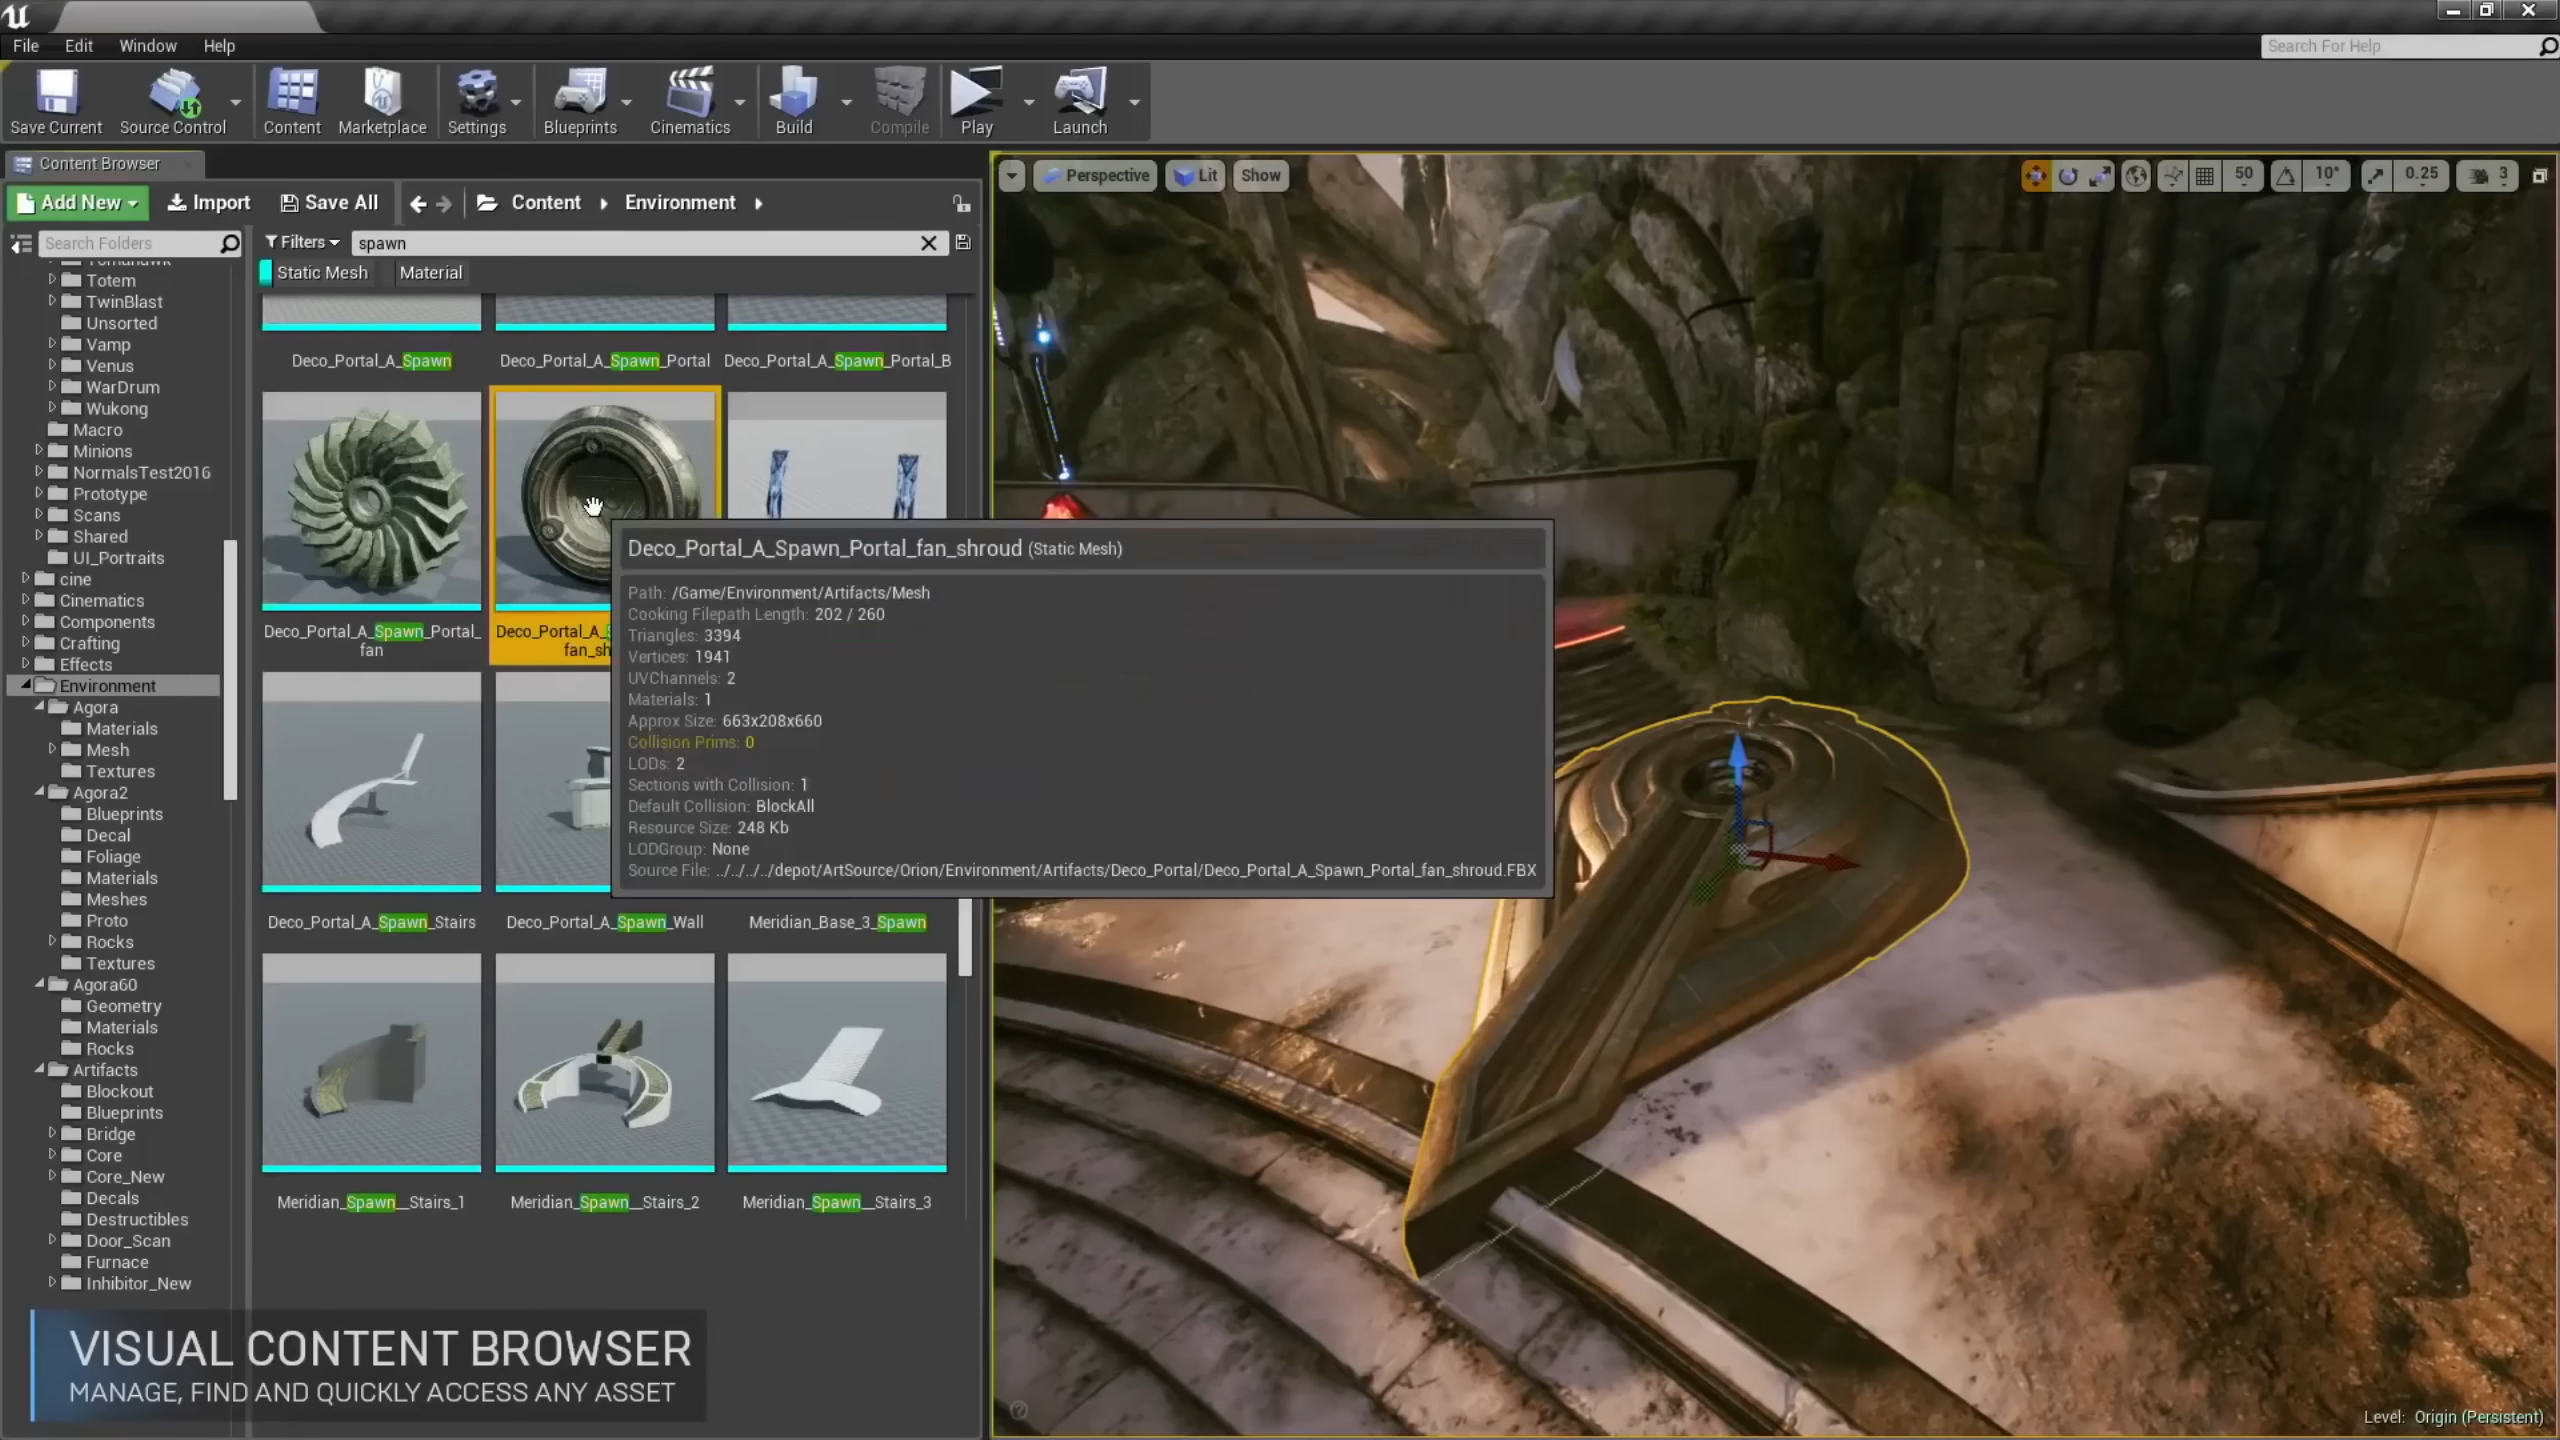 File Edit Window Help
Search For Help
Save Current Source Control Content Marketplace Settings Blueprints Cinematics Build Compile Play Launch
Content Browser
Add New Import Save All Content Environment
Search Folders
Filters spawn
Static Mesh Material
Tomahawk
Totem
TwinBlast
Unsorted
Vamp
Venus
WarDrum
Wukong
Macro
Minions
NormalsTest2016
Prototype
Scans
Shared
UI_Portraits
cine
Cinematics
Components
Crafting
Effects
Environment
Agora
Materials
Mesh
Textures
Agora2
Blueprints
Decal
Foliage
Materials
Meshes
Proto
Rocks
Textures
Agora60
Geometry
Materials
Rocks
Artifacts
Blockout
Blueprints
Bridge
Core
Core_New
Decals
Destructibles
Door_Scan
Furnace
Inhibitor_New
Deco_Portal_A_Spawn Deco_Portal_A_Spawn_Portal Deco_Portal_A_Spawn_Portal_B
Deco_Portal_A_Spawn_Portal_
fan
Deco_Portal_A_
fan_sh
Deco_Portal_A_Spawn_Stairs Deco_Portal_A_Spawn_Wall Meridian_Base_3_Spawn
Meridian_Spawn__Stairs_1 Meridian_Spawn__Stairs_2 Meridian_Spawn__Stairs_3
Deco_Portal_A_Spawn_Portal_fan_shroud (Static Mesh)
Path: /Game/Environment/Artifacts/Mesh
Cooking Filepath Length: 202 / 260
Triangles: 3394
Vertices: 1941
UVChannels: 2
Materials: 1
Approx Size: 663x208x660
Collision Prims: 0
LODs: 2
Sections with Collision: 1
Default Collision: BlockAll
Resource Size: 248 Kb
LODGroup: None
Source File: ../../../../depot/ArtSource/Orion/Environment/Artifacts/Deco_Portal/Deco_Portal_A_Spawn_Portal_fan_shroud.FBX
Perspective Lit Show
50 10° 0.25 3
VISUAL CONTENT BROWSER
MANAGE, FIND AND QUICKLY ACCESS ANY ASSET
Level: Origin (Persistent)